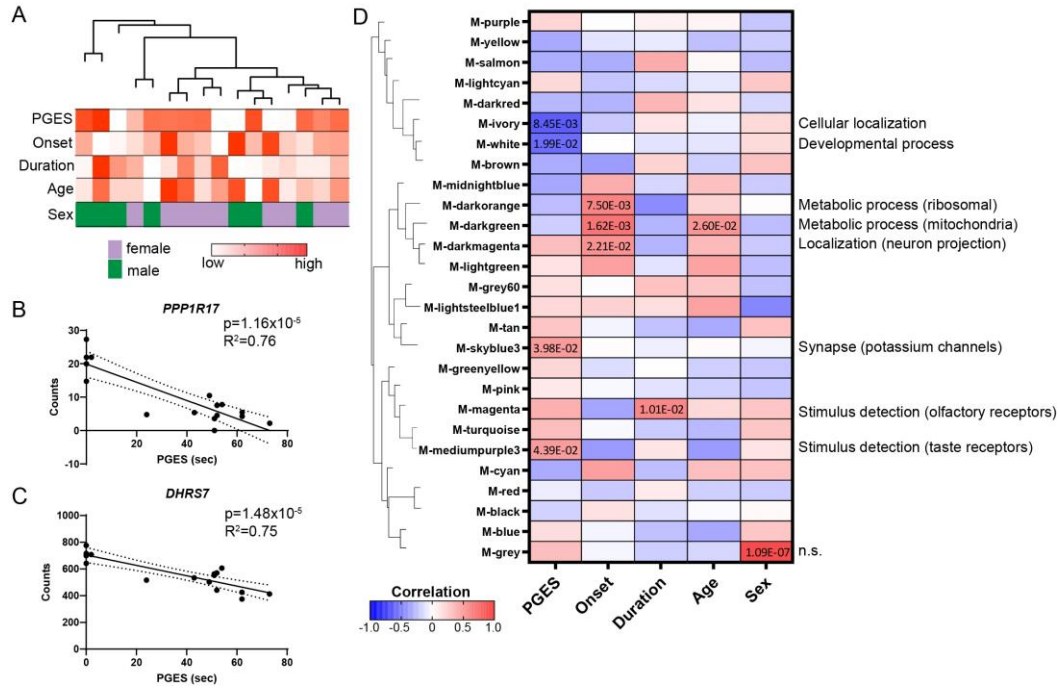 A
PGES
Onset
Duration
Age
Sex
female
male
low
high
B
PPP1R17
p=1.16x10-5
R2=0.76
Counts
30
20
10
0
-10
0 20 40 60 80
PGES (sec)
C
DHRS7
p=1.48x10-5
R2=0.75
Counts
1000
800
600
400
200
0
0 20 40 60 80
PGES (sec)
D
M-purple
M-yellow
M-salmon
M-lightcyan
M-darkred
M-ivory 8.45E-03 Cellular localization
M-white 1.99E-02 Developmental process
M-brown
M-midnightblue
M-darkorange 7.50E-03 Metabolic process (ribosomal)
M-darkgreen 1.62E-03 2.60E-02 Metabolic process (mitochondria)
M-darkmagenta 2.21E-02 Localization (neuron projection)
M-lightgreen
M-grey60
M-lightsteelblue1
M-tan
M-skyblue3 3.98E-02 Synapse (potassium channels)
M-greenyellow
M-pink
M-magenta 1.01E-02 Stimulus detection (olfactory receptors)
M-turquoise
M-mediumpurple3 4.39E-02 Stimulus detection (taste receptors)
M-cyan
M-red
M-black
M-blue
M-grey 1.09E-07 n.s.
PGES Onset Duration Age Sex
Correlation
-1.0 -0.5 0 0.5 1.0